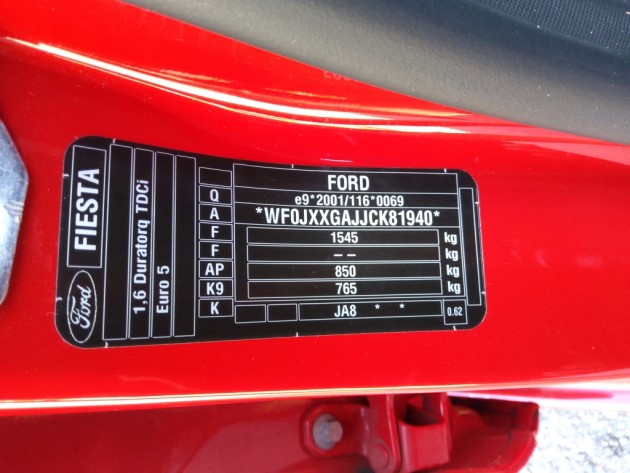 FORD
e9*2001/116*0069
*WF0JXXGAJJCK81940*
1545 kg
-- kg
850 kg
765 kg
JA8 * *
0.62
Q
A
F
F
AP
K9
K
FIESTA
1,6 Duratorq TDCi
Euro 5
Ford